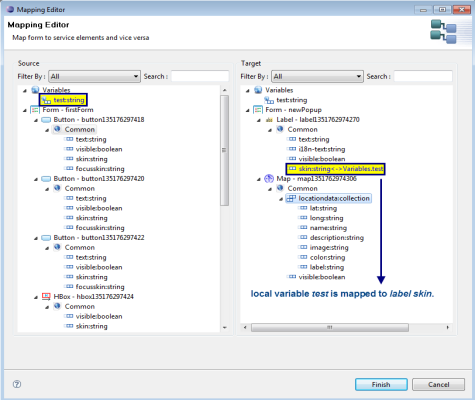 Mapping Editor
Mapping Editor
Map form to service elements and vice versa
Source
Filter By : All Search :
Variables
test:string
Form - firstForm
Button - button135176297418
Common
text:string
visible:boolean
skin:string
focusskin:string
Button - button135176297420
Common
text:string
visible:boolean
skin:string
focusskin:string
Button - button135176297422
Common
text:string
visible:boolean
skin:string
focusskin:string
HBox - hbox135176297424
Common
visible:boolean
skin:string
Target
Filter By : All Search :
Variables
test:string
Form - newPopup
Label - label1351762974270
Common
text:string
i18n-text:string
visible:boolean
skin:string<->Variables.test
Map - map1351762974306
Common
locationdata:collection
lat:string
long:string
name:string
description:string
image:string
color:string
label:string
visible:boolean
local variable test is mapped to label skin.
Finish Cancel